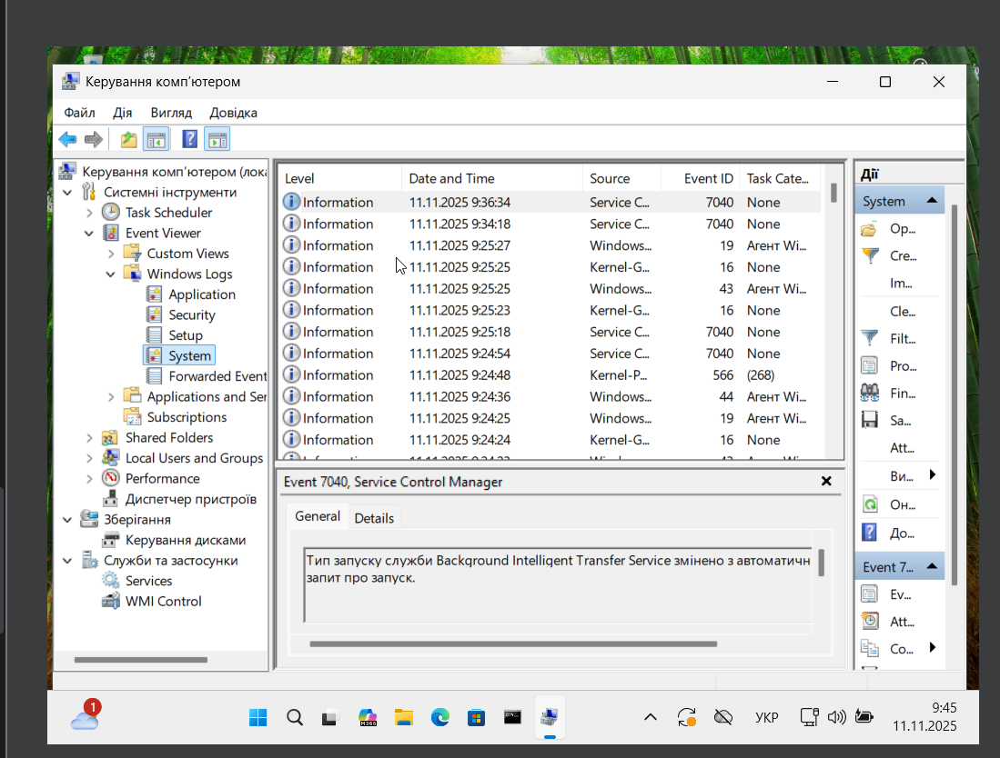 Керування комп'ютером
Файл Дія Вигляд Довідка
Керування комп'ютером (лока
Системні інструменти
Task Scheduler
Event Viewer
Custom Views
Windows Logs
Application
Security
Setup
System
Forwarded Event
Applications and Ser
Subscriptions
Shared Folders
Local Users and Groups
Performance
Диспетчер пристроїв
Зберігання
Керування дисками
Служби та застосунки
Services
WMI Control
Level Date and Time Source Event ID Task Cate...
Information 11.11.2025 9:36:34 Service C... 7040 None
Information 11.11.2025 9:34:18 Service C... 7040 None
Information 11.11.2025 9:25:27 Windows... 19 Агент Wi...
Information 11.11.2025 9:25:25 Kernel-G... 16 None
Information 11.11.2025 9:25:25 Windows... 43 Агент Wi...
Information 11.11.2025 9:25:23 Kernel-G... 16 None
Information 11.11.2025 9:25:18 Service C... 7040 None
Information 11.11.2025 9:24:54 Service C... 7040 None
Information 11.11.2025 9:24:48 Kernel-P... 566 (268)
Information 11.11.2025 9:24:36 Windows... 44 Агент Wi...
Information 11.11.2025 9:24:25 Windows... 19 Агент Wi...
Information 11.11.2025 9:24:24 Kernel-G... 16 None
Event 7040, Service Control Manager
General Details
Тип запуску служби Background Intelligent Transfer Service змінено з автоматичн
запит про запуск.
Дії
System
Op...
Cre...
Im...
Cle...
Filt...
Pro...
Fin...
Sa...
Att...
Ви...
Он...
До...
Event 7...
Ev...
Att...
Co...
1
M365
УКР
9:45
11.11.2025